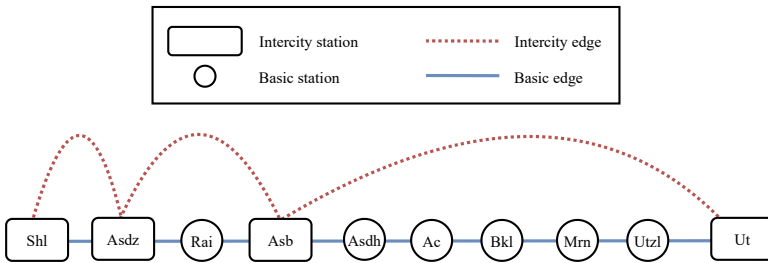 Intercity station Intercity edge
Basic station Basic edge
Shl Asdz Rai Asb Asdh Ac Bkl Mrn Utzl Ut